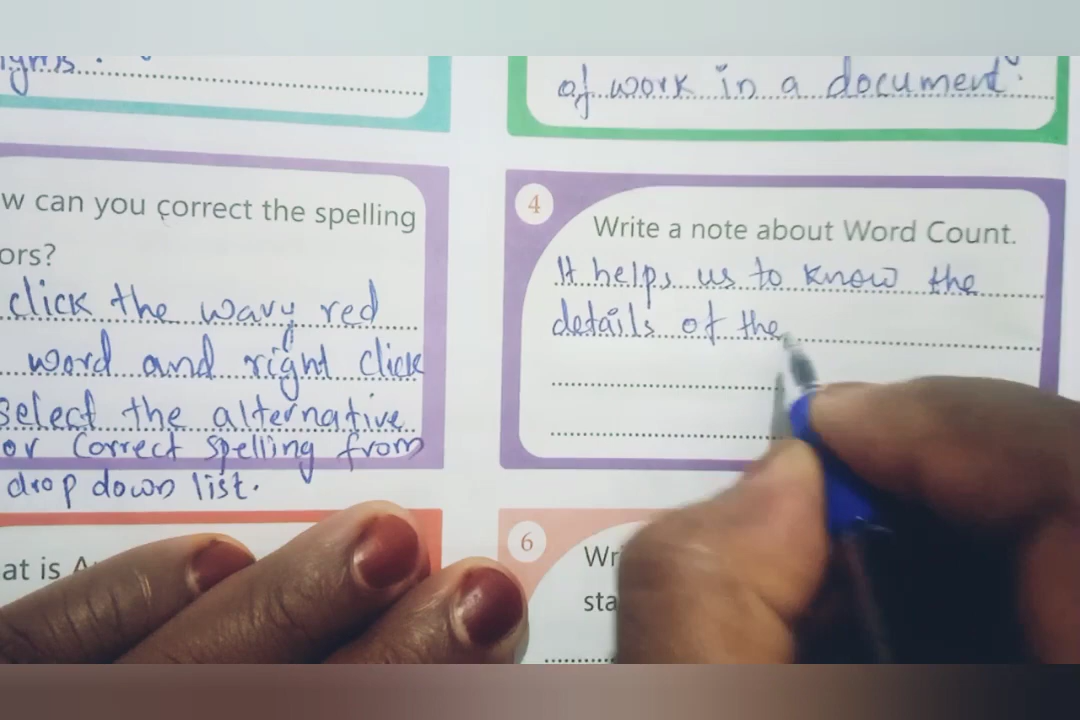 of work in a document.
w can you correct the spelling
ors?
click the wavy red
word and right click
select the alternative
or correct spelling from
drop down list.
4
Write a note about Word Count.
It helps us to know the
details of the
at is A
6
Wr
sta